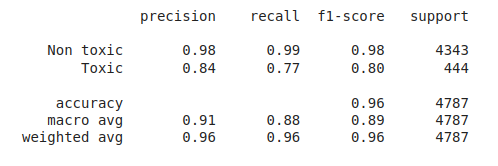 precision recall f1-score support
Non toxic 0.98 0.99 0.98 4343
Toxic 0.84 0.77 0.80 444
accuracy 0.96 4787
macro avg 0.91 0.88 0.89 4787
weighted avg 0.96 0.96 0.96 4787